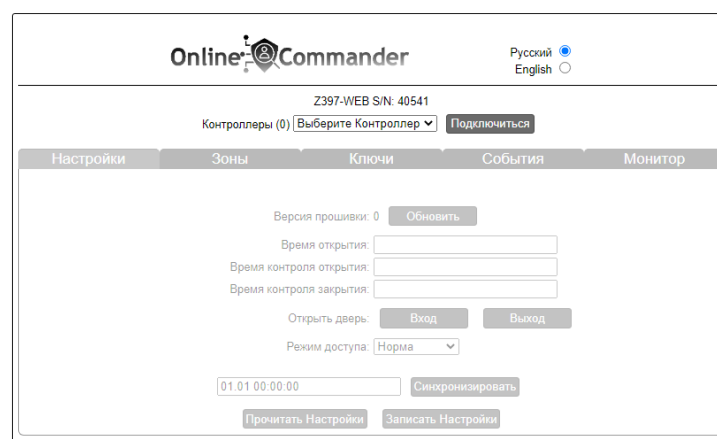 Online Commander
Русский
English
Z397-WEB S/N: 40541
Контроллеры (0) Выберите Контроллер Подключиться
Настройки Зоны Ключи События Монитор
Версия прошивки: 0 Обновить
Время открытия:
Время контроля открытия:
Время контроля закрытия:
Открыть дверь: Вход Выход
Режим доступа: Норма
01.01 00:00:00 Синхронизировать
Прочитать Настройки Записать Настройки